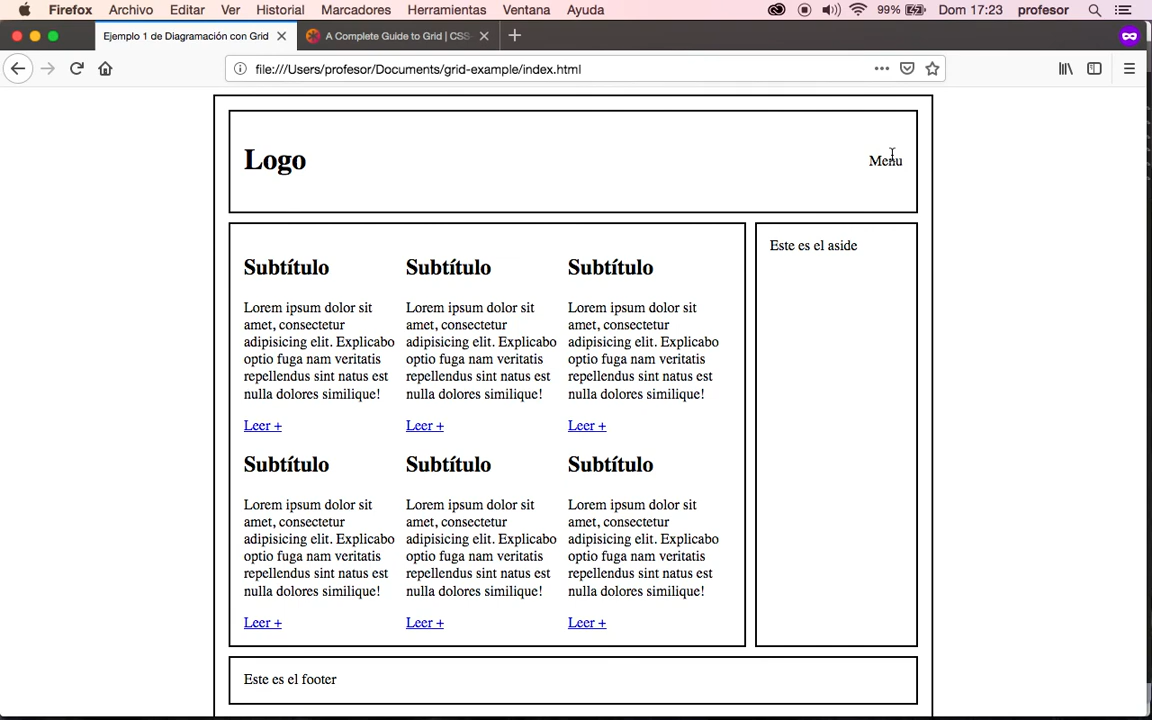 Firefox Archivo Editar Ver Historial Marcadores Herramientas Ventana Ayuda 99% Dom 17:23 profesor
Ejemplo 1 de Diagramación con Grid A Complete Guide to Grid | CSS-
file:///Users/profesor/Documents/grid-example/index.html
Logo Menu
Subtítulo Subtítulo Subtítulo Este es el aside
Lorem ipsum dolor sit Lorem ipsum dolor sit Lorem ipsum dolor sit
amet, consectetur amet, consectetur amet, consectetur
adipisicing elit. Explicabo adipisicing elit. Explicabo adipisicing elit. Explicabo
optio fuga nam veritatis optio fuga nam veritatis optio fuga nam veritatis
repellendus sint natus est repellendus sint natus est repellendus sint natus est
nulla dolores similique! nulla dolores similique! nulla dolores similique!
Leer + Leer + Leer +
Subtítulo Subtítulo Subtítulo
Lorem ipsum dolor sit Lorem ipsum dolor sit Lorem ipsum dolor sit
amet, consectetur amet, consectetur amet, consectetur
adipisicing elit. Explicabo adipisicing elit. Explicabo adipisicing elit. Explicabo
optio fuga nam veritatis optio fuga nam veritatis optio fuga nam veritatis
repellendus sint natus est repellendus sint natus est repellendus sint natus est
nulla dolores similique! nulla dolores similique! nulla dolores similique!
Leer + Leer + Leer +
Este es el footer